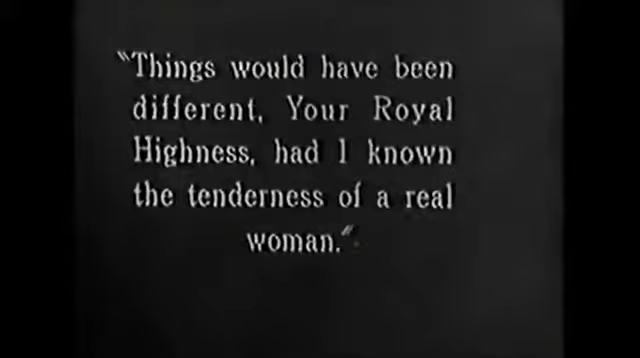 "Things would have been
different, Your Royal
Highness, had I known
the tenderness of a real
woman."